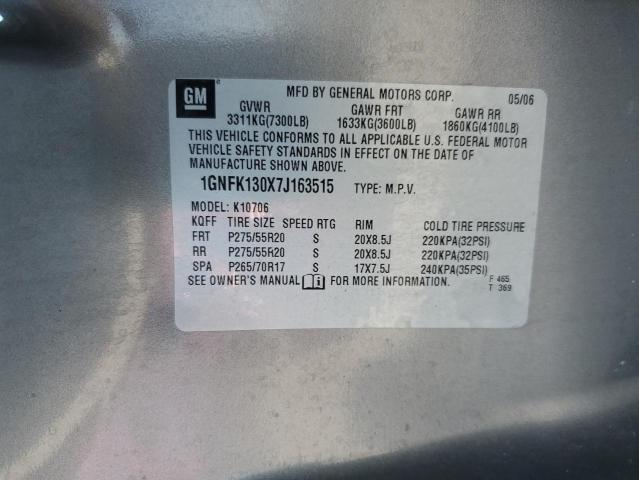 GM ®
MFD BY GENERAL MOTORS CORP. 05/06
GVWR GAWR FRT GAWR RR
3311KG(7300LB) 1633KG(3600LB) 1860KG(4100LB)
THIS VEHICLE CONFORMS TO ALL APPLICABLE U.S. FEDERAL MOTOR
VEHICLE SAFETY STANDARDS IN EFFECT ON THE DATE OF
MANUFACTURE SHOWN ABOVE.
1GNFK130X7J163515 TYPE: M.P.V.
MODEL: K10706
KQFF TIRE SIZE SPEED RTG RIM COLD TIRE PRESSURE
FRT P275/55R20 S 20X8.5J 220KPA(32PSI)
RR P275/55R20 S 20X8.5J 220KPA(32PSI)
SPA P265/70R17 S 17X7.5J 240KPA(35PSI)
SEE OWNER'S MANUAL FOR MORE INFORMATION. F 465
T 369